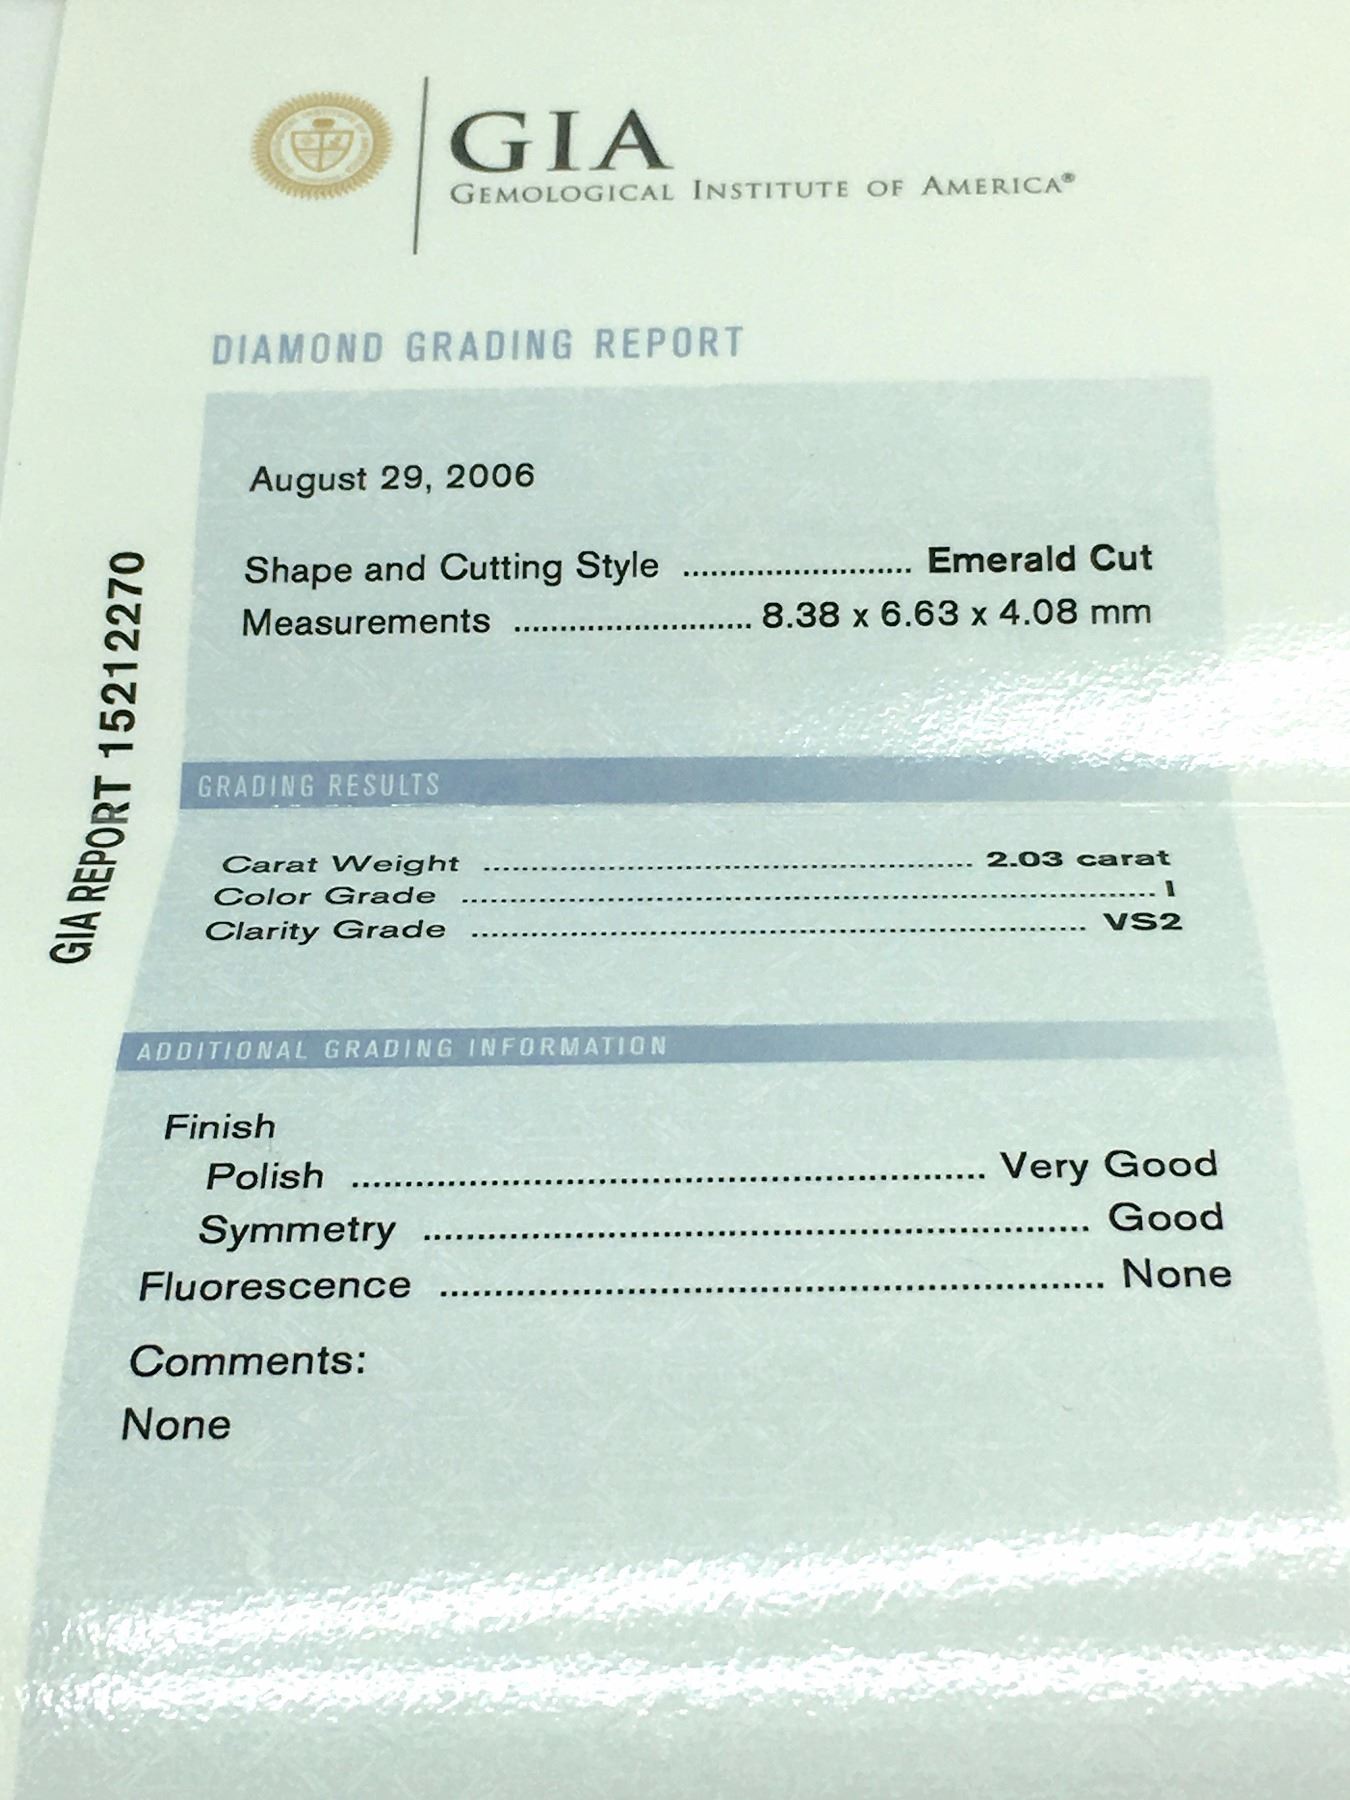 GIA
GEMOLOGICAL INSTITUTE OF AMERICA®
DIAMOND GRADING REPORT
August 29, 2006
Shape and Cutting Style ......................... Emerald Cut
Measurements .......................... 8.38 x 6.63 x 4.08 mm
GIA REPORT 15212270
GRADING RESULTS
Carat Weight ..................................................... 2.03 carat
Color Grade ........................................................................... I
Clarity Grade .................................................................. VS2
ADDITIONAL GRADING INFORMATION
Finish
Polish ............................................................ Very Good
Symmetry .................................................................. Good
Fluorescence .................................................................. None
Comments:
None